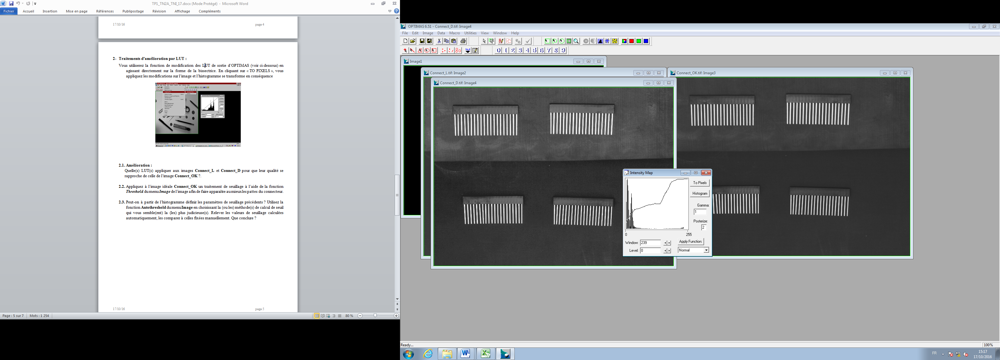 TP1_TN2A_TNI_17.docx (Mode Protégé) - Microsoft Word
Fichier Accueil Insertion Mise en page Références Publipostage Révision Affichage Compléments
17/10/16 page 4
2- Traitements d’amélioration par LUT :
Vous utiliserez la fonction de modification des LUT de sortie d’OPTIMAS (voir ci-dessous) en
agissant directement sur la forme de la bissectrice. En cliquant sur « TO PIXELS », vous
appliquez les modifications sur l’image et l’histogramme se transforme en conséquence
2.1. Amélioration :
Quelle(s) LUT(s) appliquer aux images Connect_L et Connect_D pour que leur qualité se
rapproche de celle de l’image Connect_OK ?.
2.2. Appliquez à l’image idéale Connect_OK un traitement de seuillage à l’aide de la fonction
Threshold du menu Image de l’image afin de faire apparaître au mieux les pattes du connecteur.
2.3. Peut-on à partir de l’histogramme définir les paramètres de seuillage précédents ? Utilisez la
fonction Autothreshold du menu Image en choisissant la (ou les) méthode(s) de calcul de seuil
qui vous semble(ent) la (les) plus judicieuse(s). Relever les valeurs de seuillage calculées
automatiquement, les comparer à celles fixées manuellement. Que conclure ?
17/10/16 page 5
Page : 5 sur 7 Mots : 1 254 80 %
OPTIMAS 6.51 - Connect_D.tif: Image4
File Edit Image Data Macro Utilities View Window Help
0 1 2 3 4 5 6 7 8 9
Image1
Connect_L.tif: Image2
Connect_OK.tif: Image3
Connect_D.tif: Image4
Intensity Map
To Pixels
Histogram
Gamma:
1
Posterize:
2
0 255
Window: 239
Apply Function:
Level: 0
Normal
Ready...
100%
FR
15:17
17/10/2016